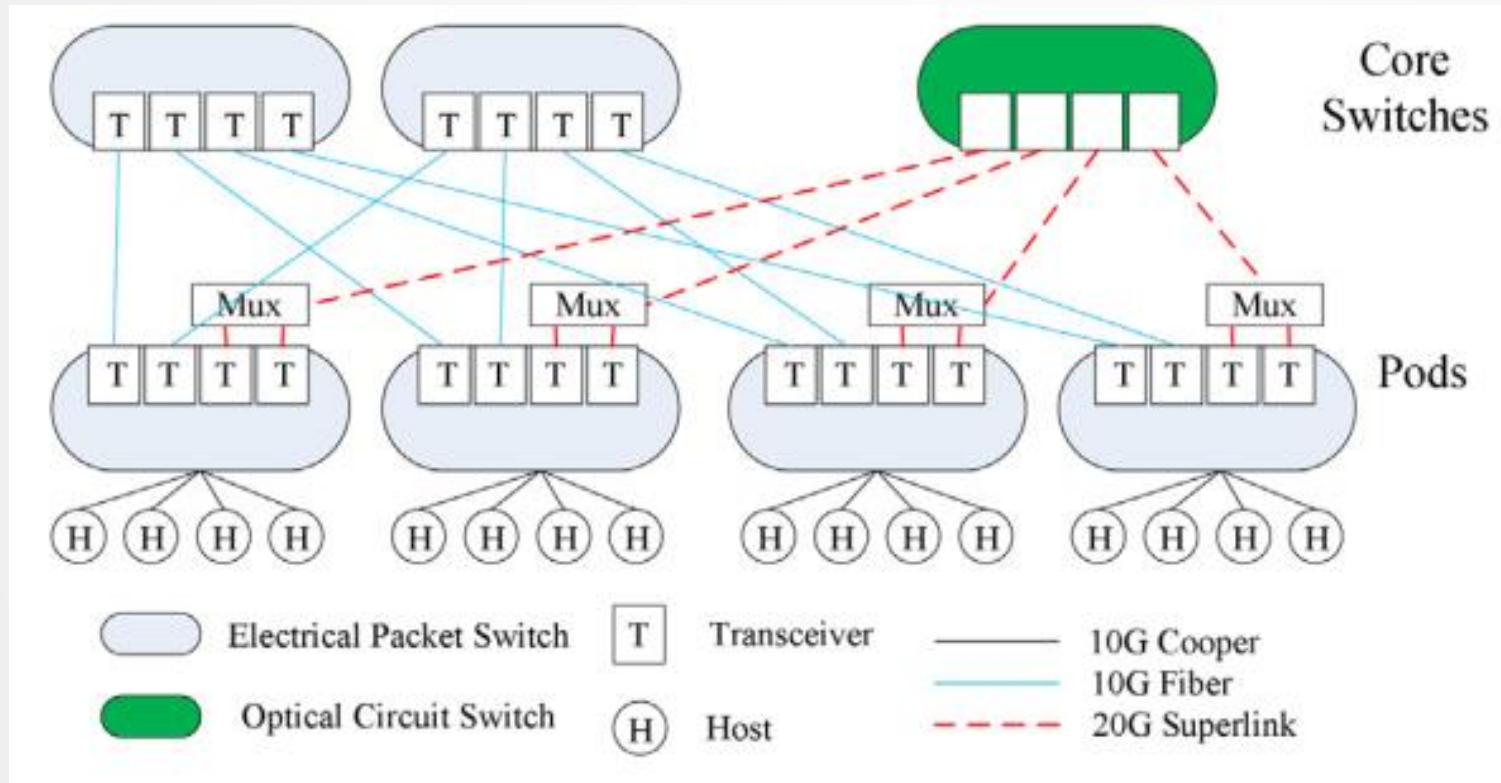 Core
Switches
T T T T T T T T
Mux Mux Mux Mux
Pods
T T T T T T T T T T T T T T T T
H H H H H H H H H H H H H H H H
Electrical Packet Switch
T Transceiver
10G Cooper
10G Fiber
Optical Circuit Switch
H Host
20G Superlink